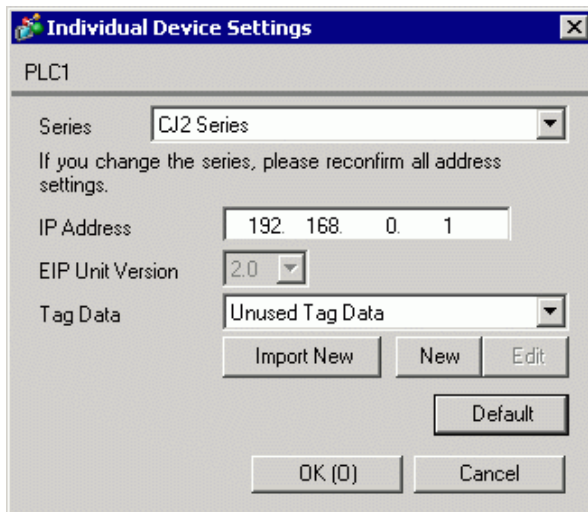 Individual Device Settings
PLC1
Series CJ2 Series
If you change the series, please reconfirm all address
settings.
IP Address 192. 168. 0. 1
EIP Unit Version 2.0
Tag Data Unused Tag Data
Import New New Edit
Default
OK (O) Cancel